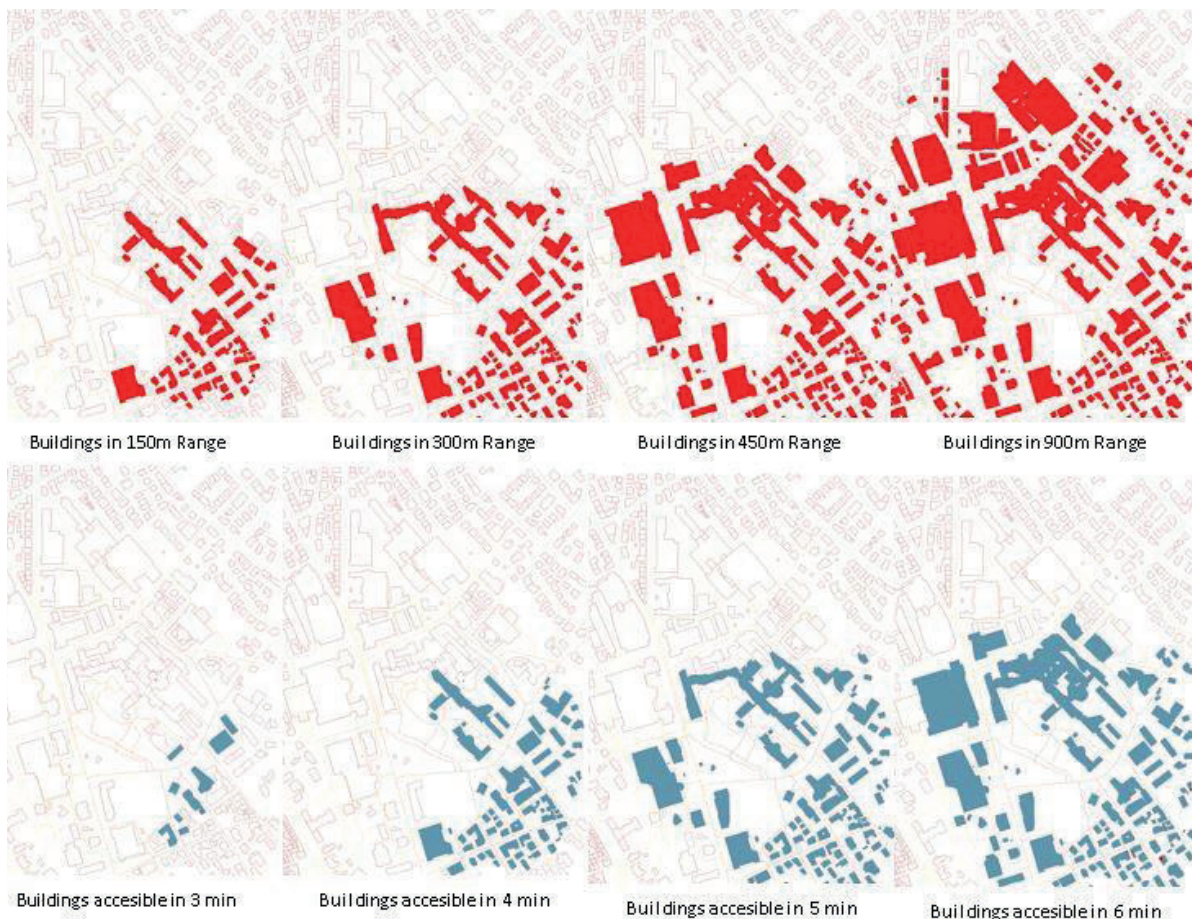 Buildings in 150m Range
Buildings in 300m Range
Buildings in 450m Range
Buildings in 900m Range
Buildings accesible in 3 min
Buildings accesible in 4 min
Buildings accesible in 5 min
Buildings accesible in 6 min